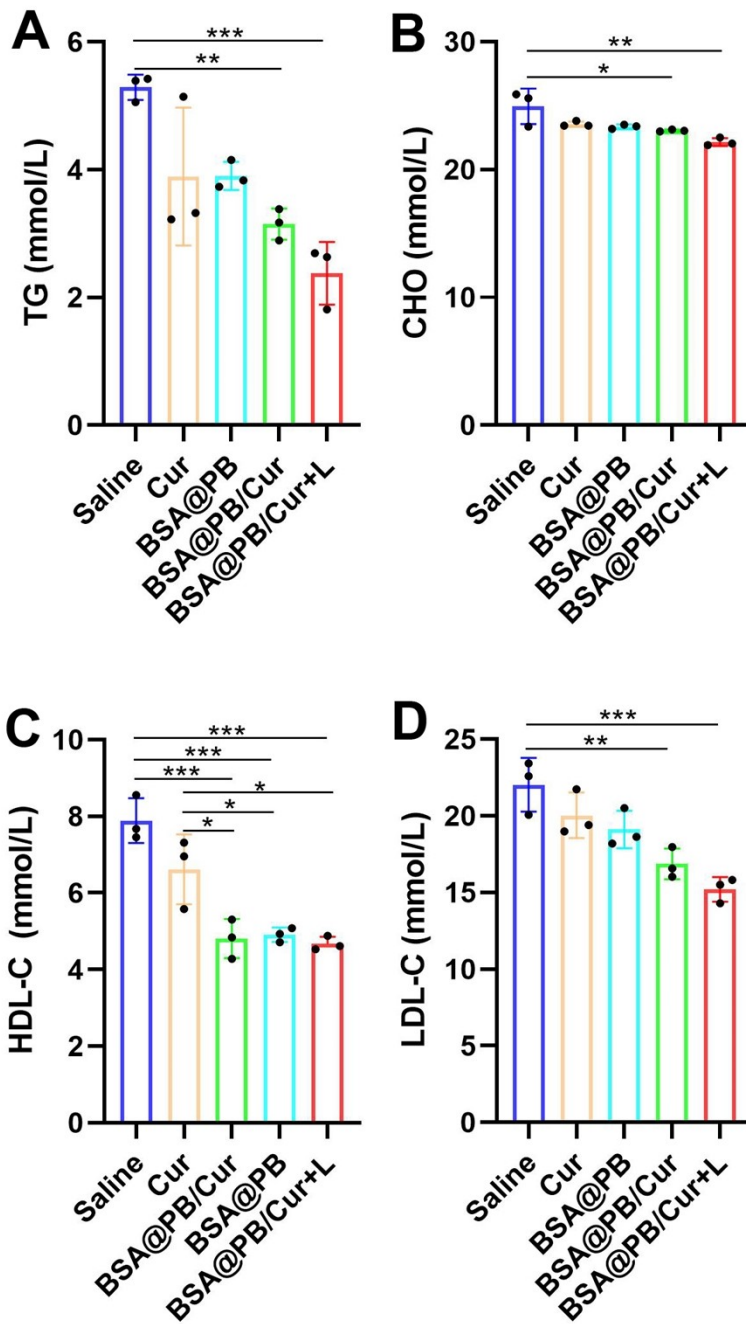 A
TG (mmol/L)
6
4
2
0
***
**
Saline
Cur
BSA@PB
BSA@PB/Cur
BSA@PB/Cur+L
B
CHO (mmol/L)
30
20
10
0
**
*
Saline
Cur
BSA@PB
BSA@PB/Cur
BSA@PB/Cur+L
C
HDL-C (mmol/L)
10
8
6
4
2
0
***
***
***
*
*
*
Saline
Cur
BSA@PB/Cur
BSA@PB
BSA@PB/Cur+L
D
LDL-C (mmol/L)
25
20
15
10
5
0
***
**
Saline
Cur
BSA@PB
BSA@PB/Cur
BSA@PB/Cur+L